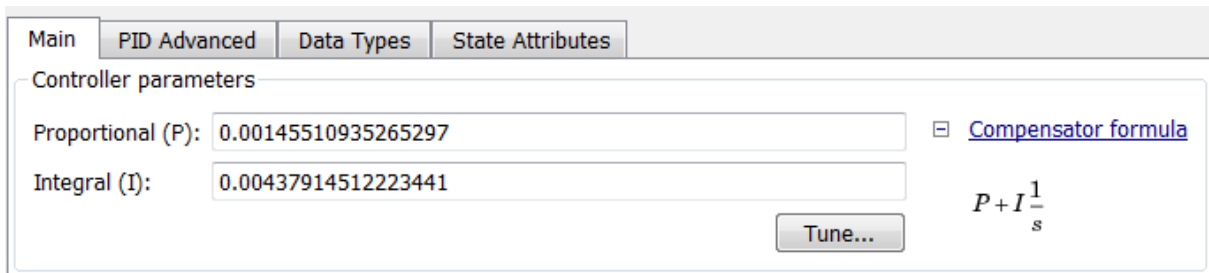 Main PID Advanced Data Types State Attributes
Controller parameters
Proportional (P): 0.00145510935265297
Compensator formula
Integral (I): 0.00437914512223441
P + I 1/s
Tune...